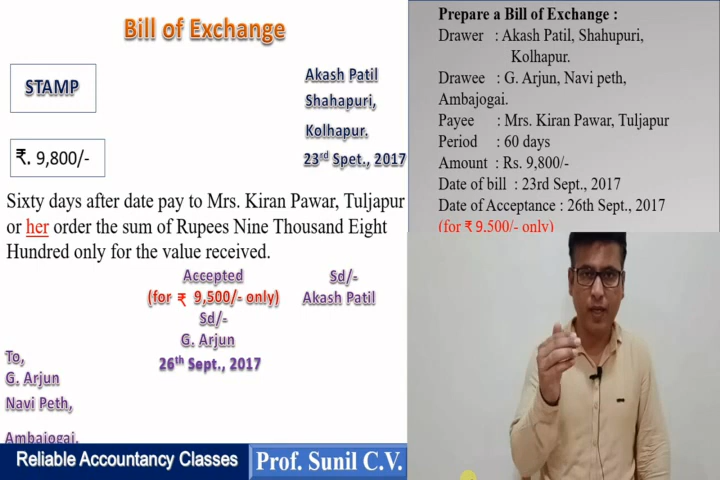 Bill of Exchange
STAMP
Akash Patil
Shahapuri,
Kolhapur.
₹. 9,800/-
23rd Spet., 2017
Sixty days after date pay to Mrs. Kiran Pawar, Tuljapur
or her order the sum of Rupees Nine Thousand Eight
Hundred only for the value received.
Accepted
(for ₹ 9,500/- only)
Sd/-
G. Arjun
26th Sept., 2017
Sd/-
Akash Patil
To,
G. Arjun
Navi Peth,
Ambajogai.
Reliable Accountancy Classes
Prof. Sunil C.V.
Prepare a Bill of Exchange :
Drawer : Akash Patil, Shahupuri,
Kolhapur.
Drawee : G. Arjun, Navi peth,
Ambajogai.
Payee : Mrs. Kiran Pawar, Tuljapur
Period : 60 days
Amount : Rs. 9,800/-
Date of bill : 23rd Sept., 2017
Date of Acceptance : 26th Sept., 2017
(for ₹ 9,500/- only)